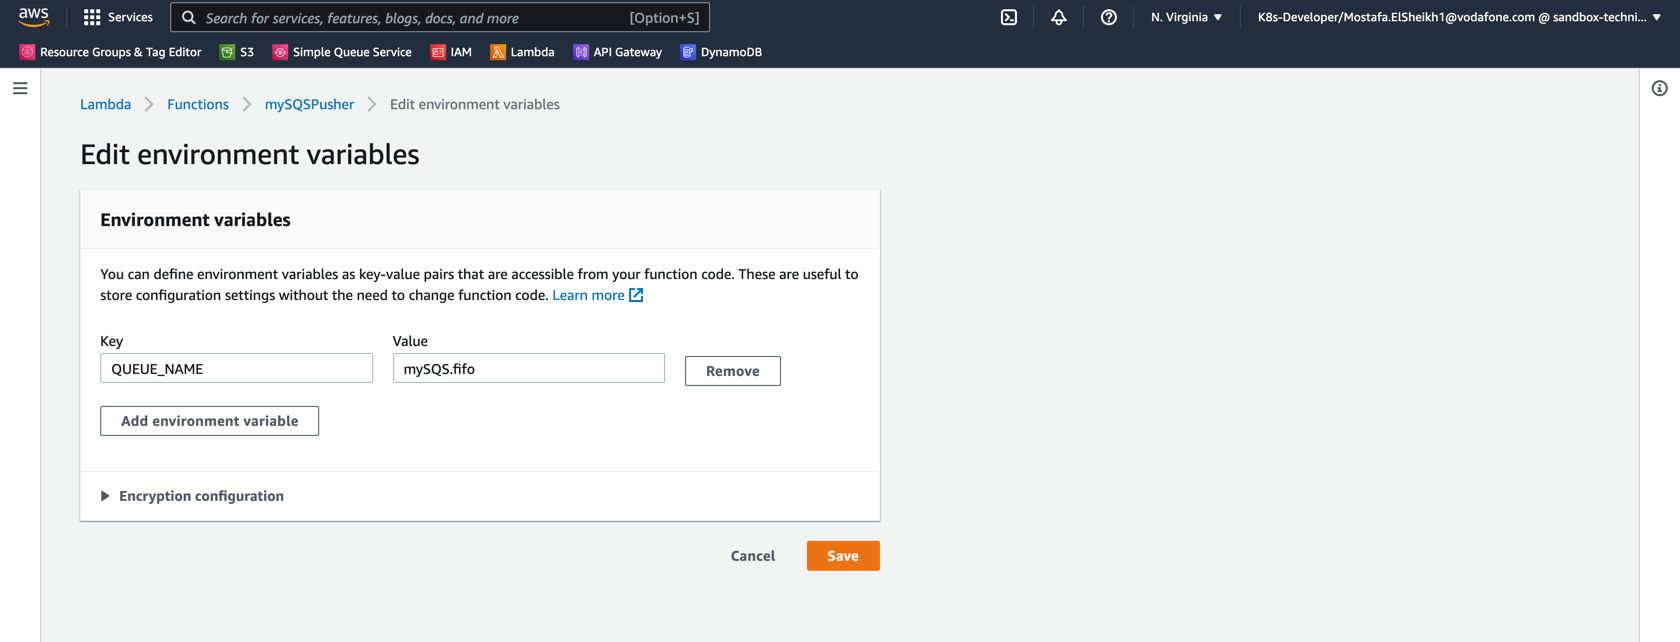 aws Services Search for services, features, blogs, docs, and more [Option+S] N. Virginia K8s-Developer/Mostafa.ElSheikh1@vodafone.com @ sandbox-techni...
Resource Groups & Tag Editor S3 Simple Queue Service IAM Lambda API Gateway DynamoDB
Lambda Functions mySQSPusher Edit environment variables
Edit environment variables
Environment variables
You can define environment variables as key-value pairs that are accessible from your function code. These are useful to
store configuration settings without the need to change function code. Learn more
Key Value
QUEUE_NAME mySQS.fifo Remove
Add environment variable
Encryption configuration
Cancel Save